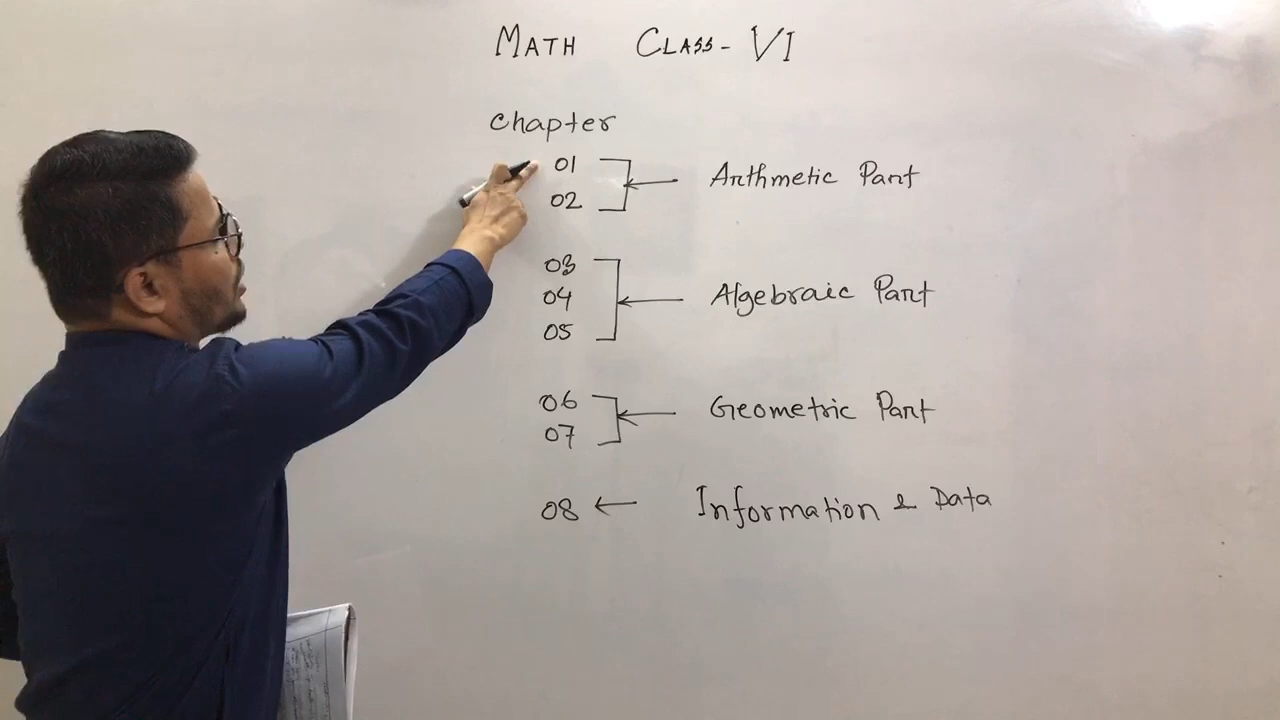 MATH CLASS- VI
Chapter
01
02
Arithmetic Part
03
04
05
Algebraic Part
06
07
Geometric Part
08
Information & Data